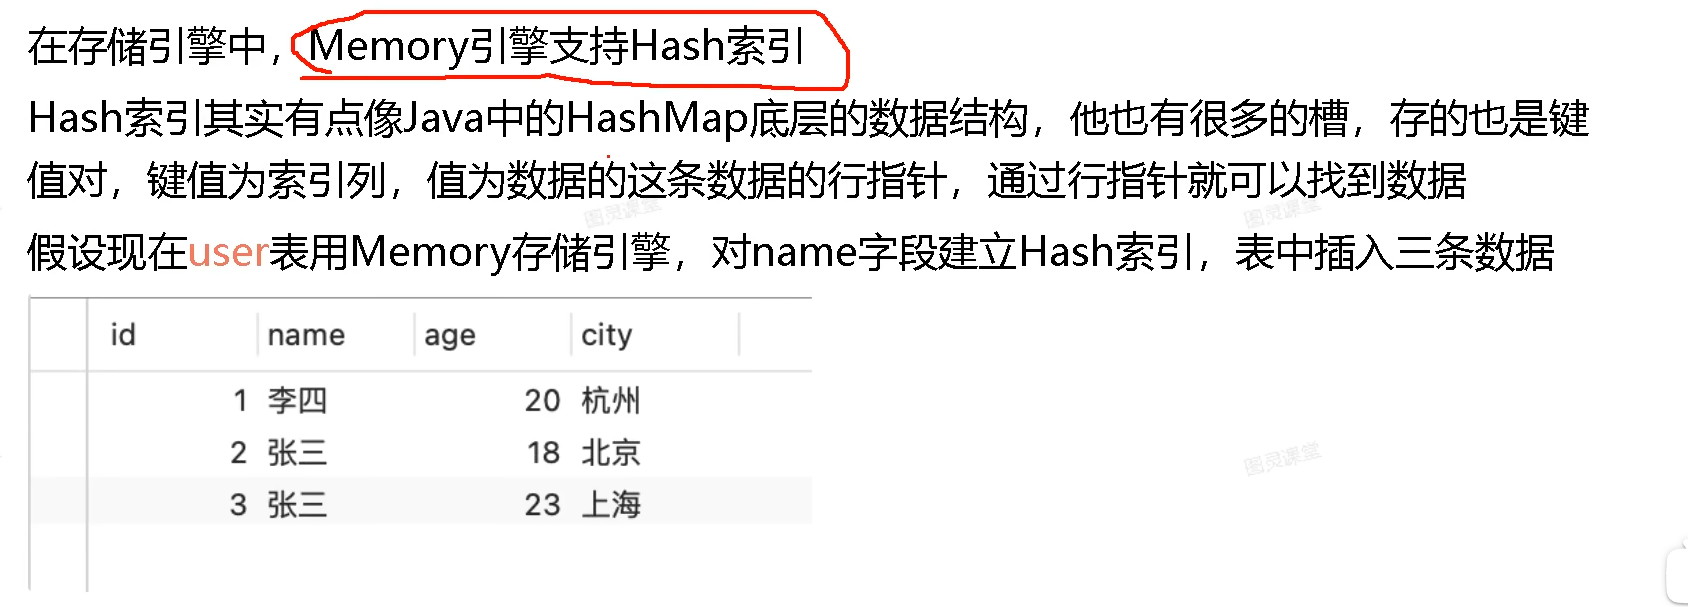 在存储引擎中，Memory引擎支持Hash索引
Hash索引其实有点像Java中的HashMap底层的数据结构，他也有很多的槽，存的也是键
值对，键值为索引列，值为数据的这条数据的行指针，通过行指针就可以找到数据
图灵课堂 图灵课堂
假设现在user表用Memory存储引擎，对name字段建立Hash索引，表中插入三条数据
id name age city
1 李四 20 杭州
2 张三 18 北京
图灵课堂
3 张三 23 上海